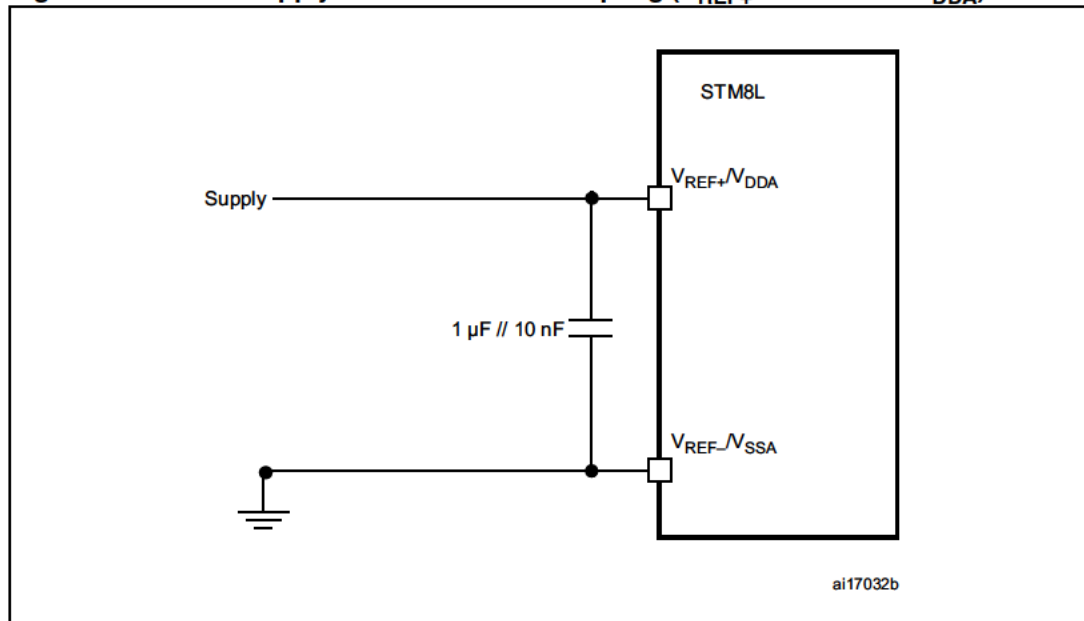 STM8L
VREF+/VDDA
Supply
1 µF // 10 nF
VREF–/VSSA
ai17032b